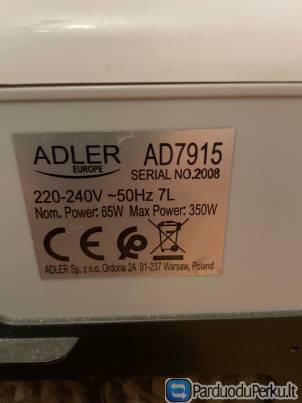 ADLER AD7915
EUROPE SERIAL NO.2008
220-240V ~50Hz 7L
Nom. Power: 65W Max Power: 350W
CE
ADLER Sp. z o.o. Ordona 2A 01-237 Warsaw, Poland
ParduoduPerku.lt